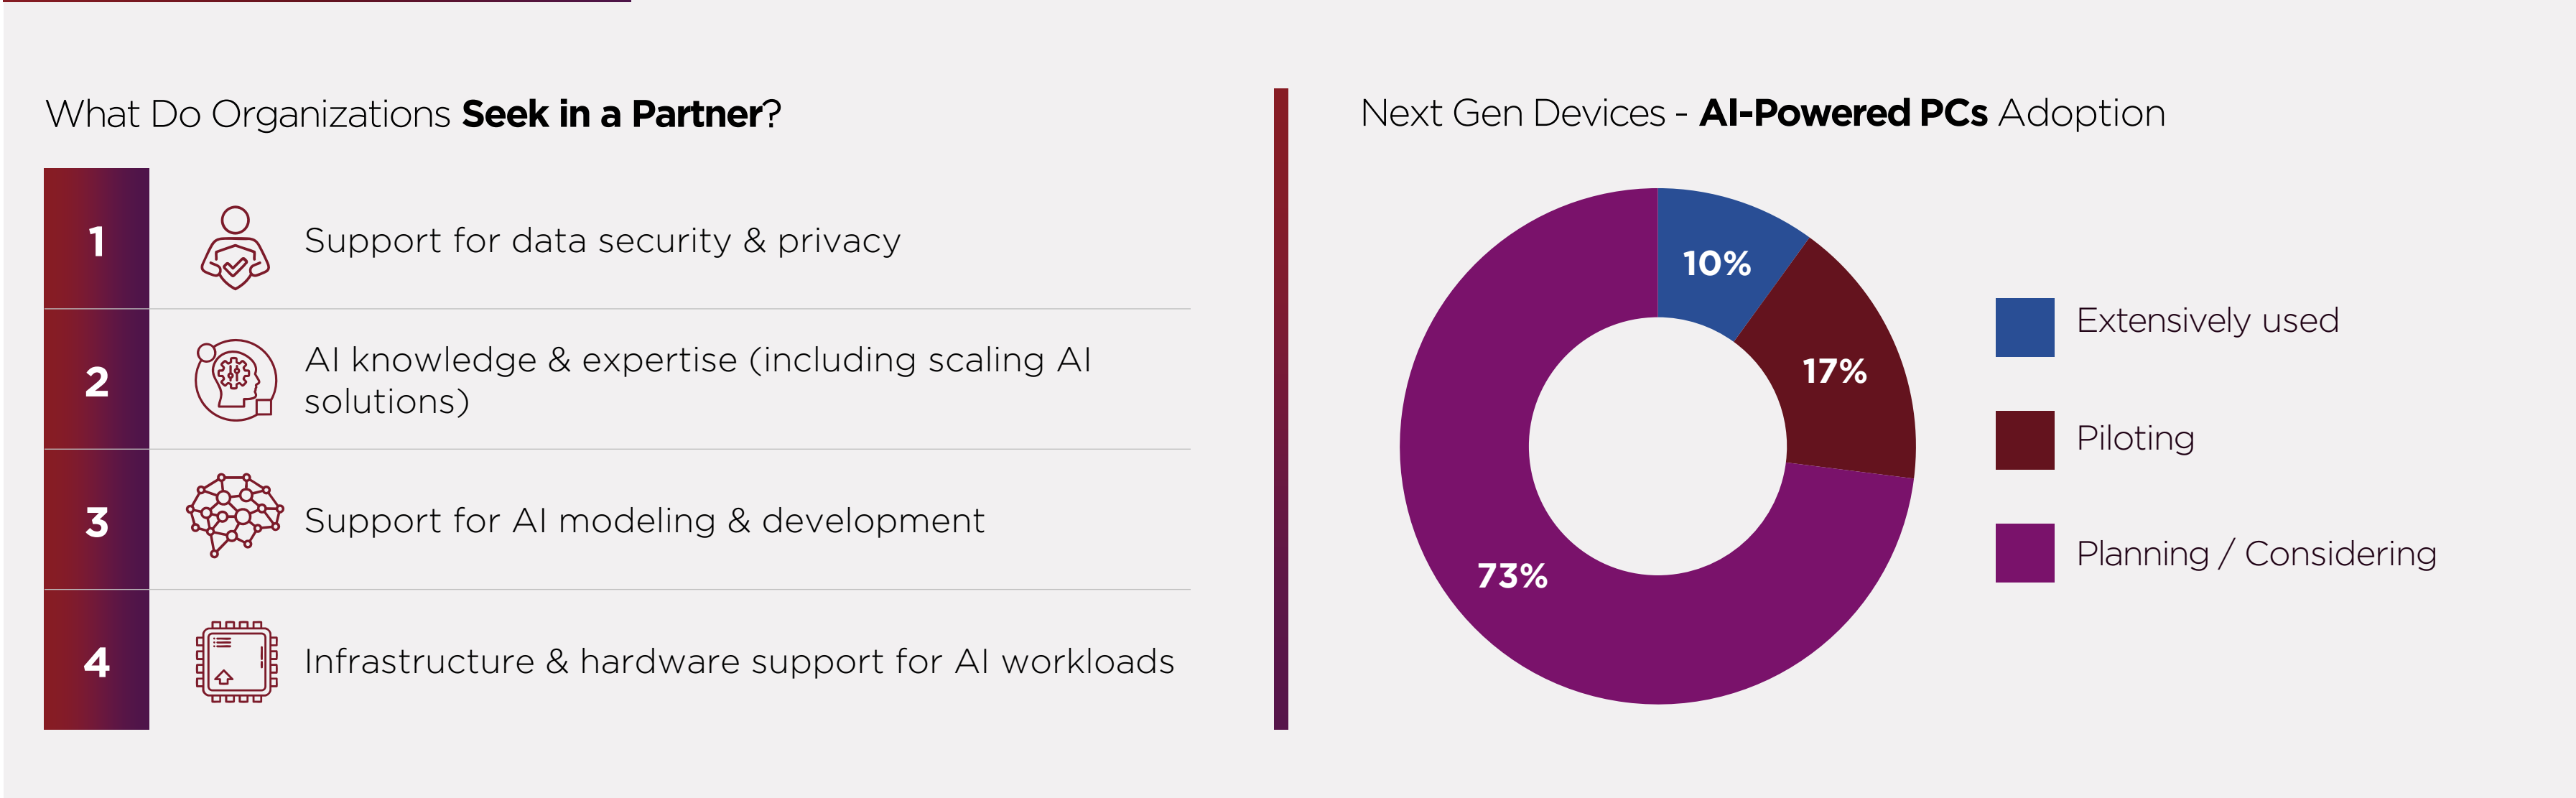 What Do Organizations Seek in a Partner?
1
Support for data security & privacy
2
AI knowledge & expertise (including scaling AI
solutions)
3
Support for AI modeling & development
4
Infrastructure & hardware support for AI workloads
Next Gen Devices - AI-Powered PCs Adoption
10%
17%
73%
Extensively used
Piloting
Planning / Considering